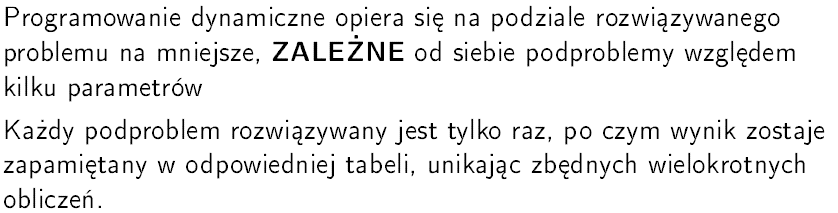 Programowanie dynamiczne opiera się na podziale rozwiązywanego
problemu na mniejsze, ZALEŻNE od siebie podproblemy względem
kilku parametrów
Każdy podproblem rozwiązywany jest tylko raz, po czym wynik zostaje
zapamiętany w odpowiedniej tabeli, unikając zbędnych wielokrotnych
obliczeń.